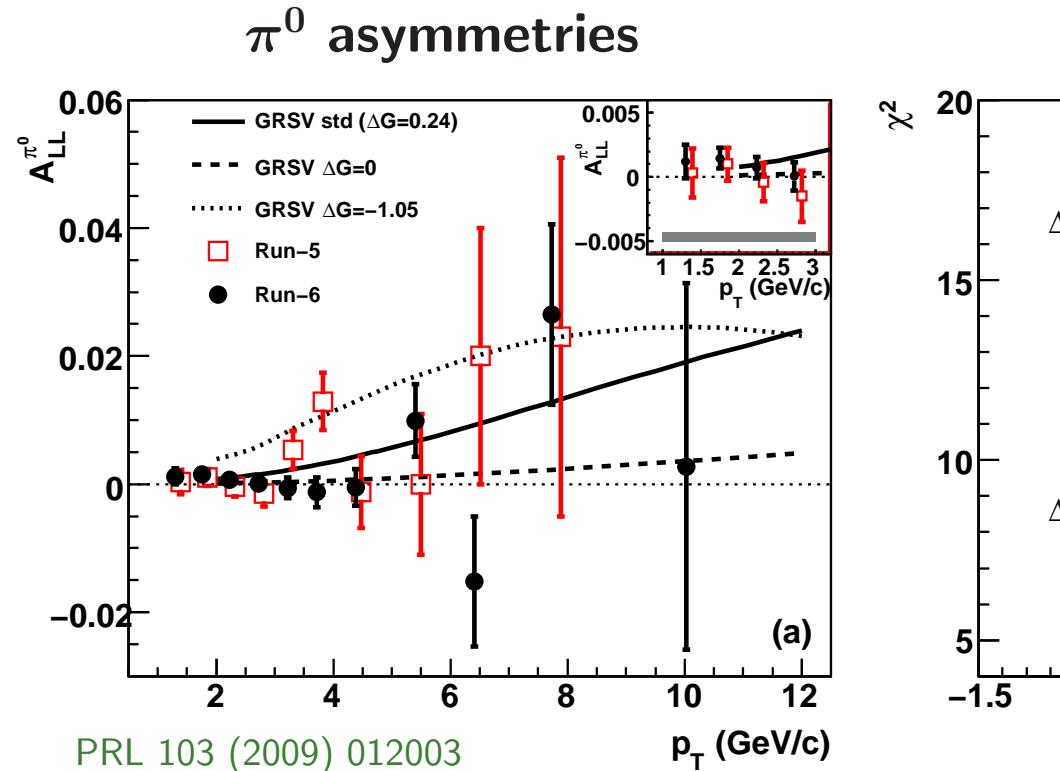 π⁰ asymmetries
A_LL^π⁰
0.06
0.04
0.02
0
−0.02
GRSV std (ΔG=0.24)
GRSV ΔG=0
GRSV ΔG=−1.05
Run−5
Run−6
A_LL^π⁰
0.005
0
−0.005
1 1.5 2 2.5 3
p_T (GeV/c)
(a)
2 4 6 8 10 12
p_T (GeV/c)
PRL 103 (2009) 012003
χ²
20
15
10
5
−1.5
Δ
Δ